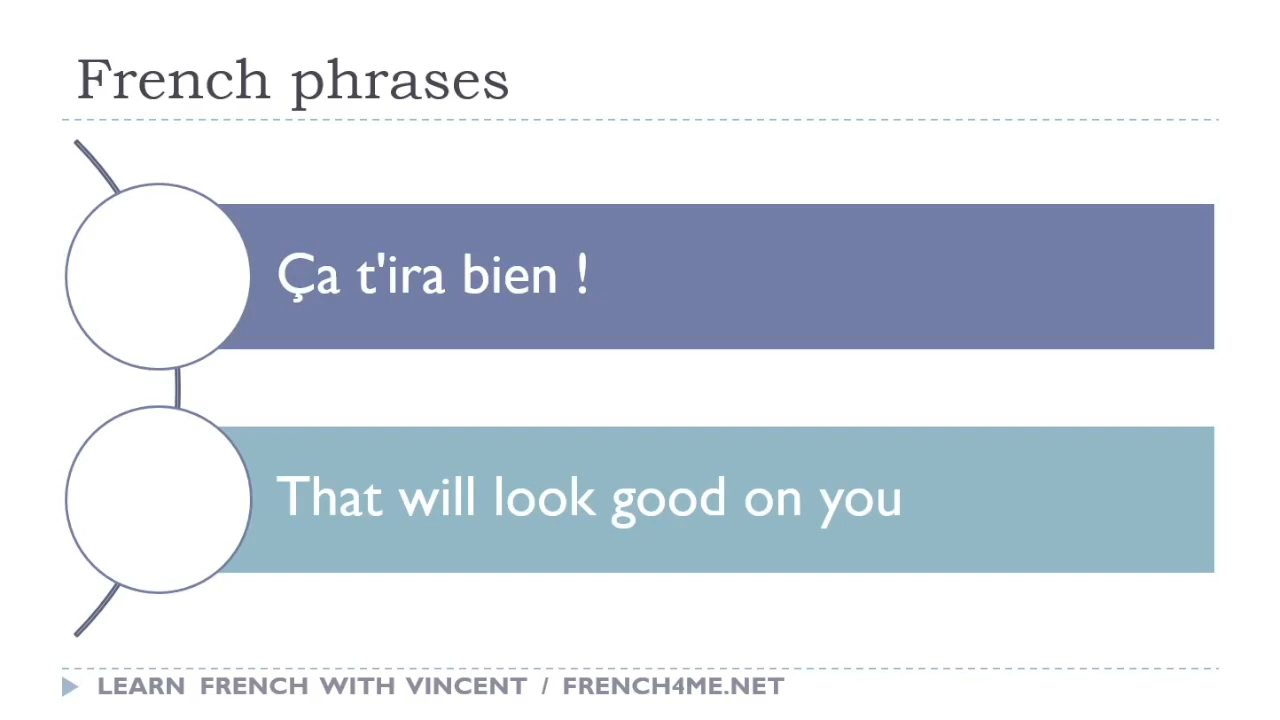 French phrases
Ça t'ira bien !
That will look good on you
LEARN FRENCH WITH VINCENT / FRENCH4ME.NET